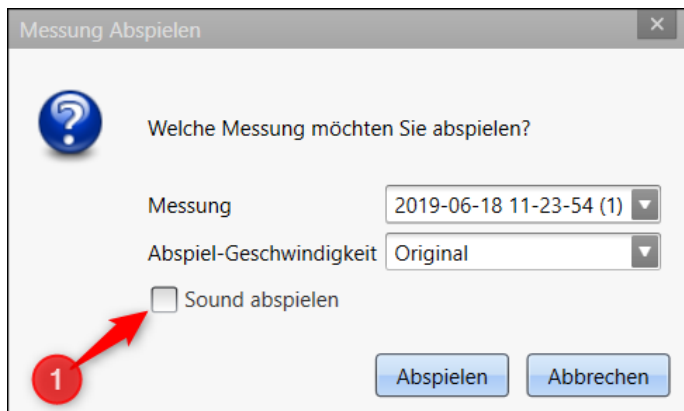 Messung Abspielen
Welche Messung möchten Sie abspielen?
Messung 2019-06-18 11-23-54 (1)
Abspiel-Geschwindigkeit Original
Sound abspielen
1
Abspielen Abbrechen